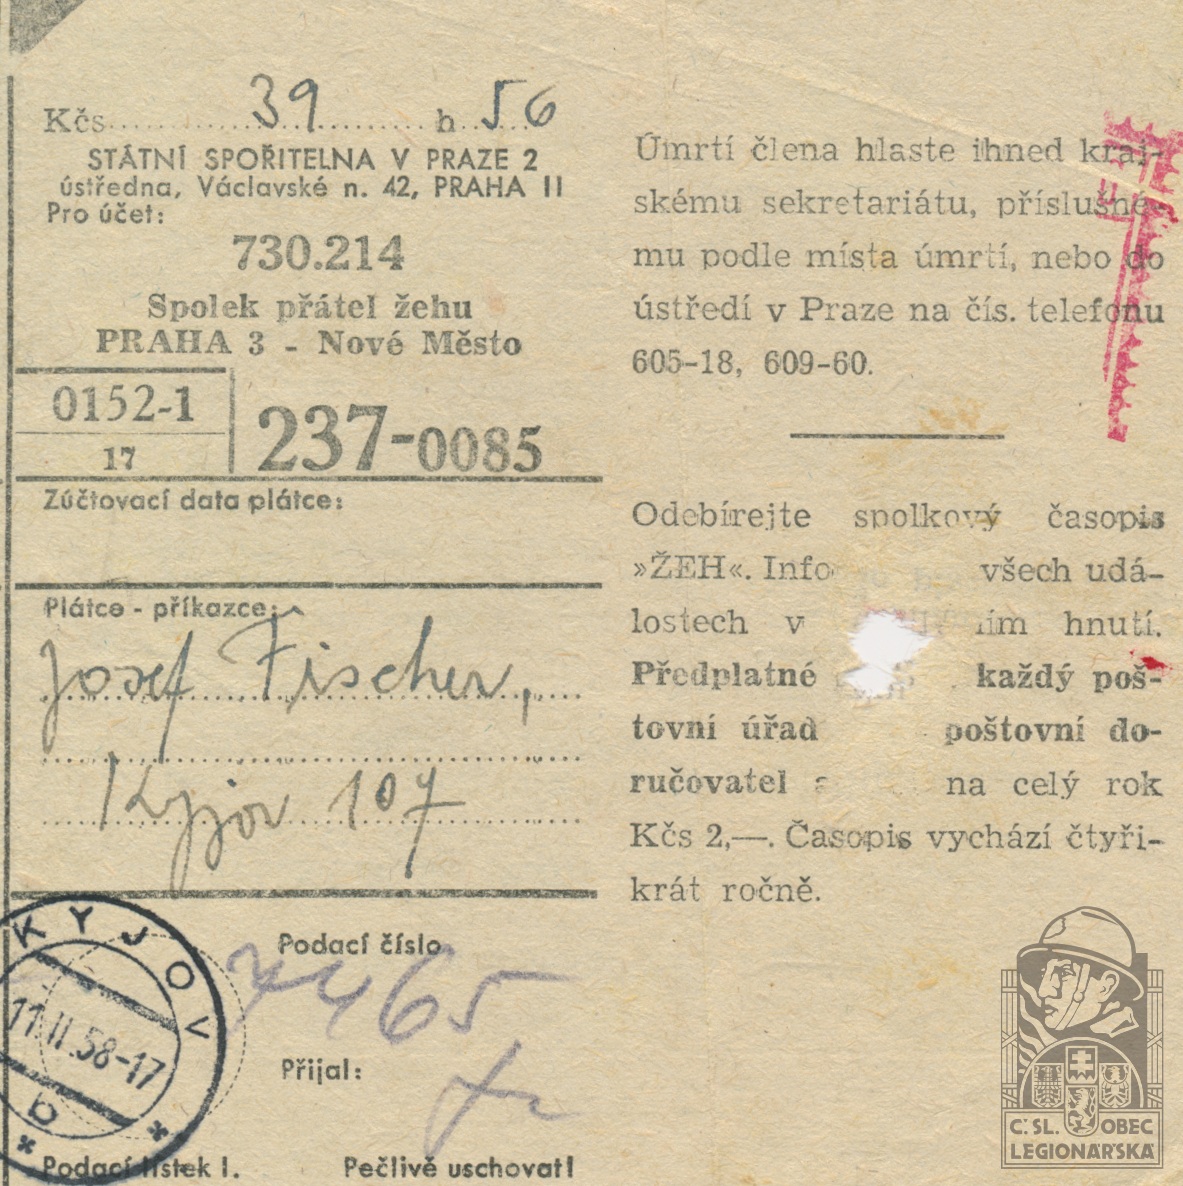 Kčs 39 h 56
STÁTNÍ SPOŘITELNA V PRAZE 2
ústředna, Václavské n. 42, PRAHA II
Pro účet:
730.214
Spolek přátel žehu
PRAHA 3 - Nové Město
0152-1
17
237-0085
Zúčtovací data plátce:
Plátce - příkazce:
Josef Fischer,
Kyjov 107
KYJOV
11.II.58-17
b
Podací číslo
7465
Přijal:
Podací lístek I.
Pečlivě uschovat!
Úmrtí člena hlaste ihned kraj-
skému sekretariátu, příslušné-
mu podle místa úmrtí, nebo do
ústředí v Praze na čís. telefonu
605-18, 609-60.
Odebírejte spolkový časopis
»ŽEH«. Info všech udá-
lostech v ním hnutí.
Předplatné každý poš-
tovní úřad poštovní do-
ručovatel a na celý rok
Kčs 2,—. Časopis vychází čtyři-
krát ročně.
Č.SL. OBEC
LEGIONÁŘSKÁ